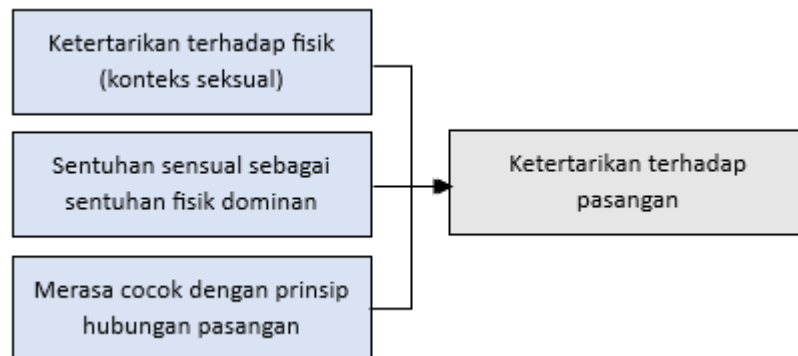 Ketertarikan terhadap fisik
(konteks seksual)
Sentuhan sensual sebagai
sentuhan fisik dominan
Merasa cocok dengan prinsip
hubungan pasangan
Ketertarikan terhadap
pasangan